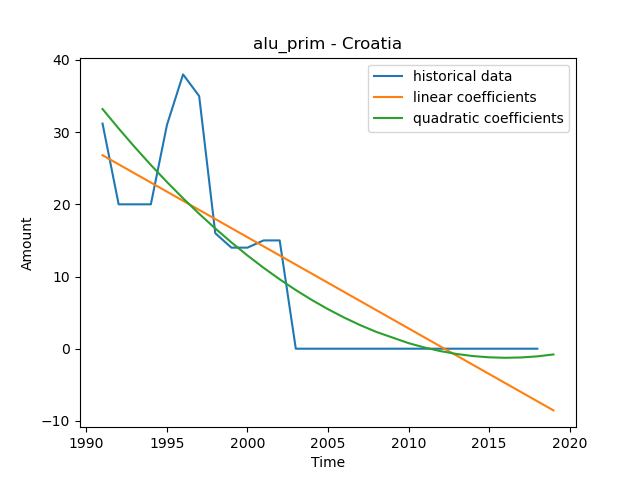 alu_prim - Croatia
historical data
linear coefficients
quadratic coefficients
Amount
40
30
20
10
0
−10
1990
1995
2000
2005
2010
2015
2020
Time